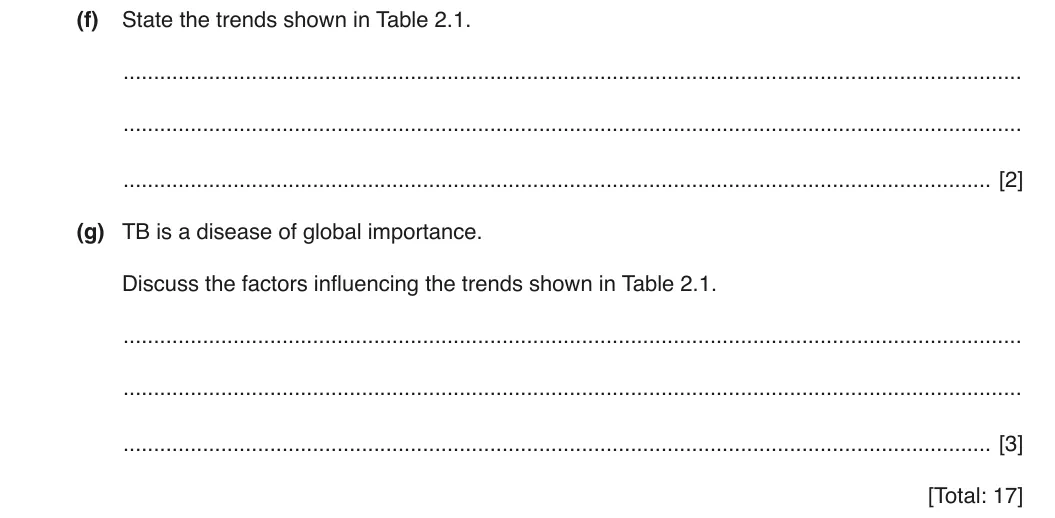 (f) State the trends shown in Table 2.1.
..........................................................................................................................................................
..........................................................................................................................................................
.................................................................................................................................................... [2]
(g) TB is a disease of global importance.
Discuss the factors influencing the trends shown in Table 2.1.
..........................................................................................................................................................
..........................................................................................................................................................
.................................................................................................................................................... [3]
[Total: 17]